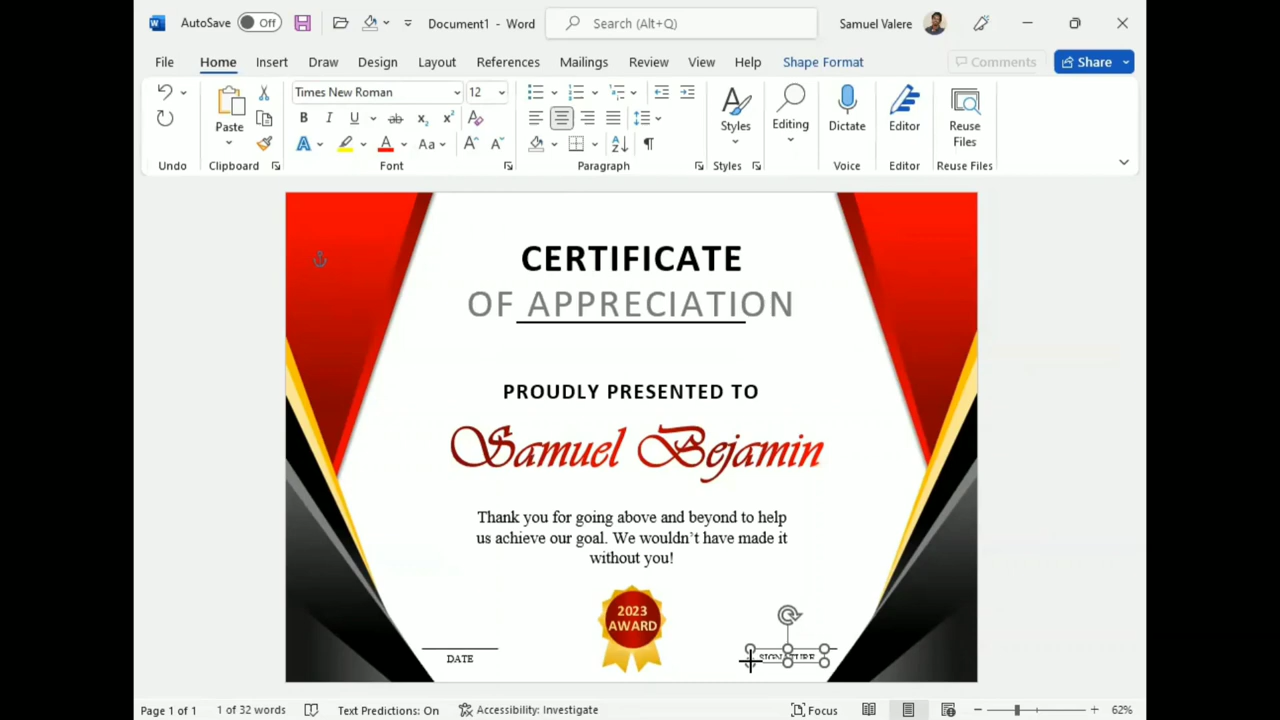 AutoSave
Off
Document1 - Word
Search (Alt+Q)
Samuel Valere
File
Home
Insert
Draw
Design
Layout
References
Mailings
Review
View
Help
Shape Format
Comments
Share
Times New Roman
12
Paste
Styles
Editing
Dictate
Editor
Reuse
Files
Undo
Clipboard
Font
Paragraph
Styles
Voice
Editor
Reuse Files
CERTIFICATE
OF APPRECIATION
PROUDLY PRESENTED TO
Samuel Bejamin
Thank you for going above and beyond to help
us achieve our goal. We wouldn’t have made it
without you!
2023
AWARD
DATE
SIGNATURE
Page 1 of 1
1 of 32 words
Text Predictions: On
Accessibility: Investigate
Focus
62%